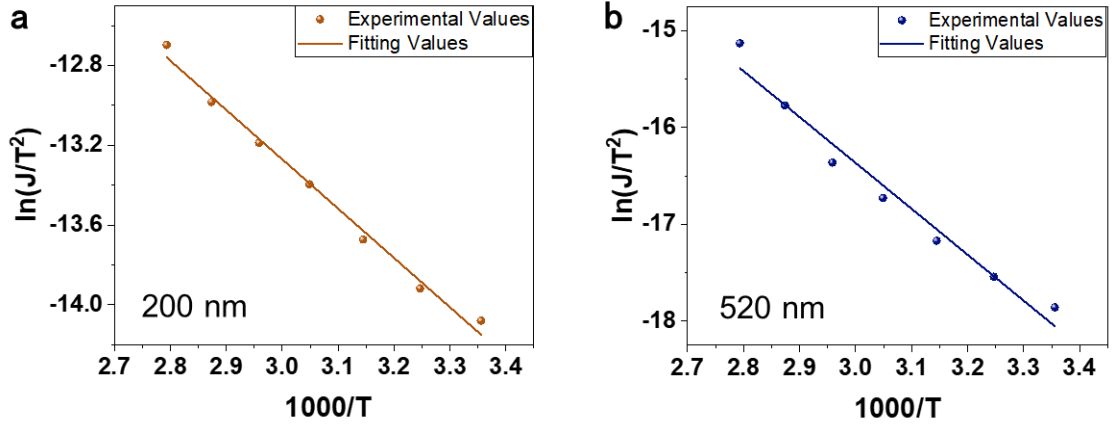 a
Experimental Values
Fitting Values
-12.8
-13.2
-13.6
-14.0
ln(J/T²)
200 nm
2.7 2.8 2.9 3.0 3.1 3.2 3.3 3.4
1000/T
b
Experimental Values
Fitting Values
-15
-16
-17
-18
ln(J/T²)
520 nm
2.7 2.8 2.9 3.0 3.1 3.2 3.3 3.4
1000/T